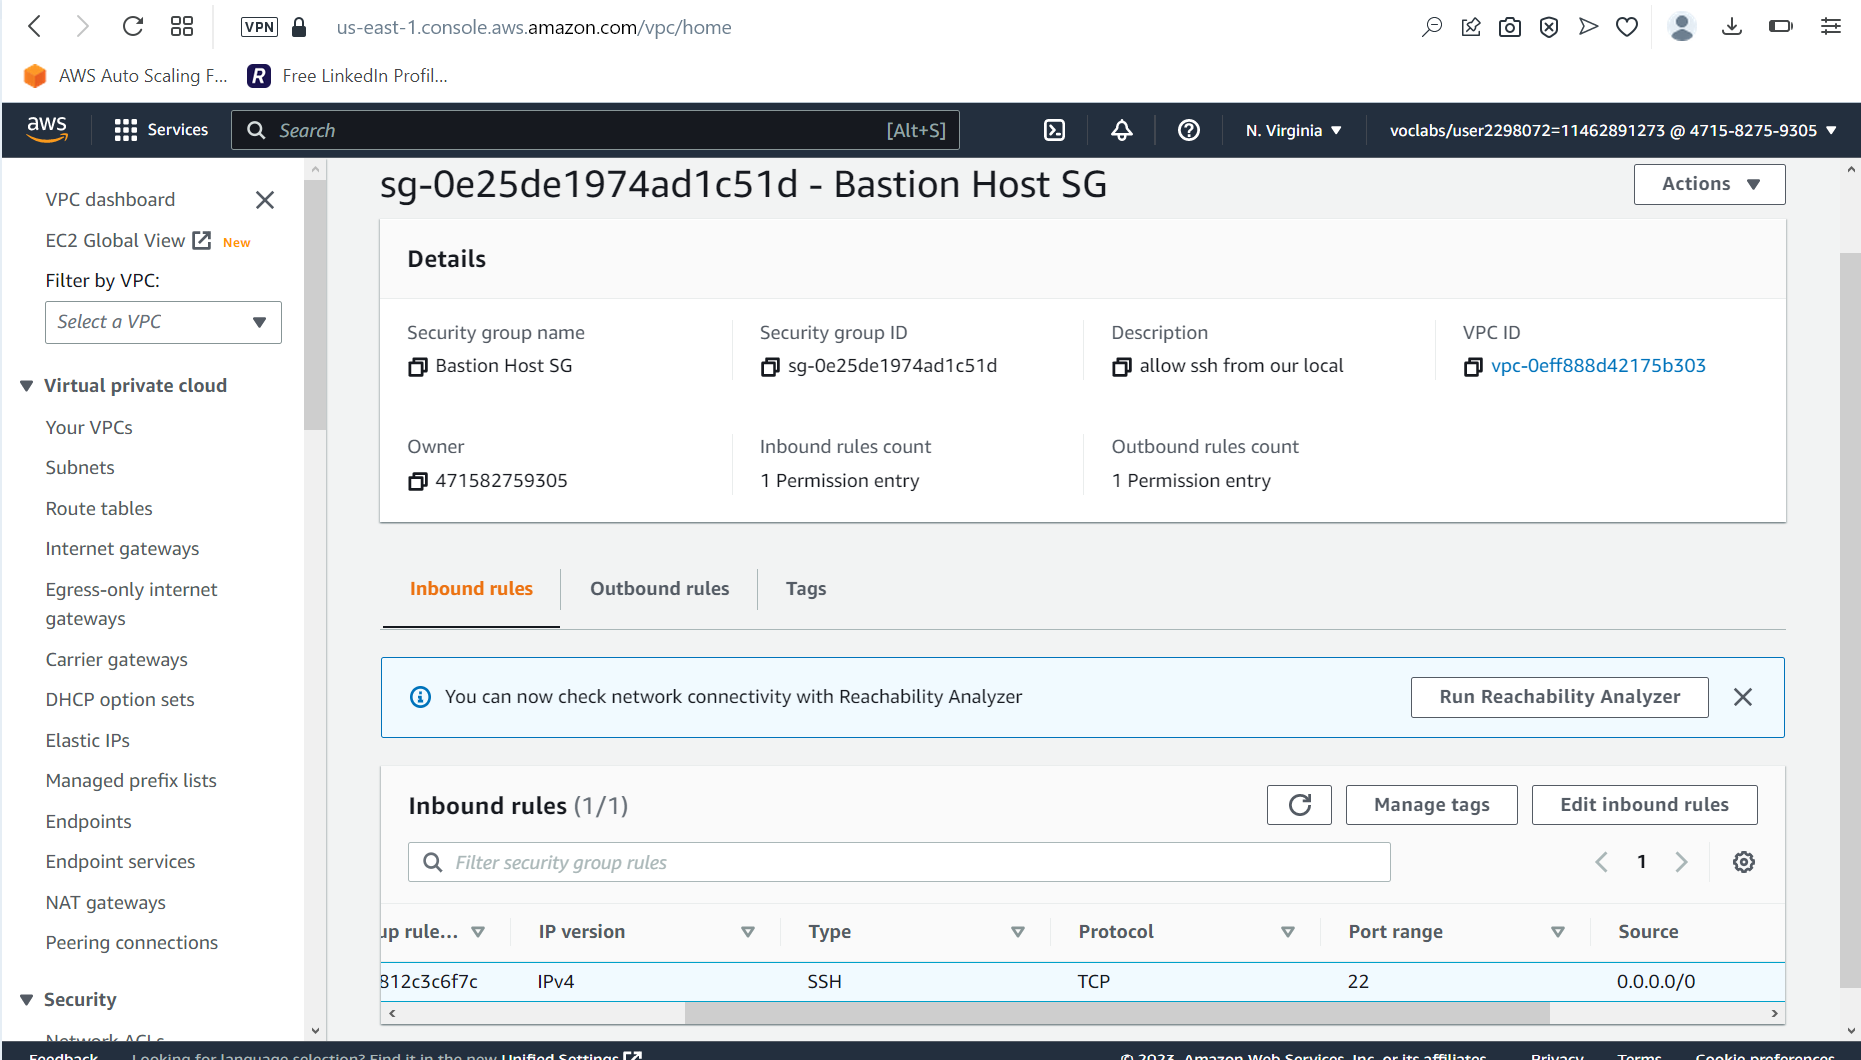 VPN us-east-1.console.aws.amazon.com/vpc/home
AWS Auto Scaling F... R Free LinkedIn Profil...
aws Services Search [Alt+S] N. Virginia voclabs/user2298072=11462891273 @ 4715-8275-9305
VPC dashboard
EC2 Global View New
Filter by VPC:
Select a VPC
Virtual private cloud
Your VPCs
Subnets
Route tables
Internet gateways
Egress-only internet
gateways
Carrier gateways
DHCP option sets
Elastic IPs
Managed prefix lists
Endpoints
Endpoint services
NAT gateways
Peering connections
Security
Network ACLs
sg-0e25de1974ad1c51d - Bastion Host SG
Actions
Details
Security group name
Bastion Host SG
Security group ID
sg-0e25de1974ad1c51d
Description
allow ssh from our local
VPC ID
vpc-0eff888d42175b303
Owner
471582759305
Inbound rules count
1 Permission entry
Outbound rules count
1 Permission entry
Inbound rules Outbound rules Tags
You can now check network connectivity with Reachability Analyzer
Run Reachability Analyzer
Inbound rules (1/1)
Manage tags Edit inbound rules
Filter security group rules
1
up rule... IP version Type Protocol Port range Source
812c3c6f7c IPv4 SSH TCP 22 0.0.0.0/0
Feedback Looking for language selection? Find it in the new Unified Settings © 2023, Amazon Web Services, Inc. or its affiliates. Privacy Terms Cookie preferences